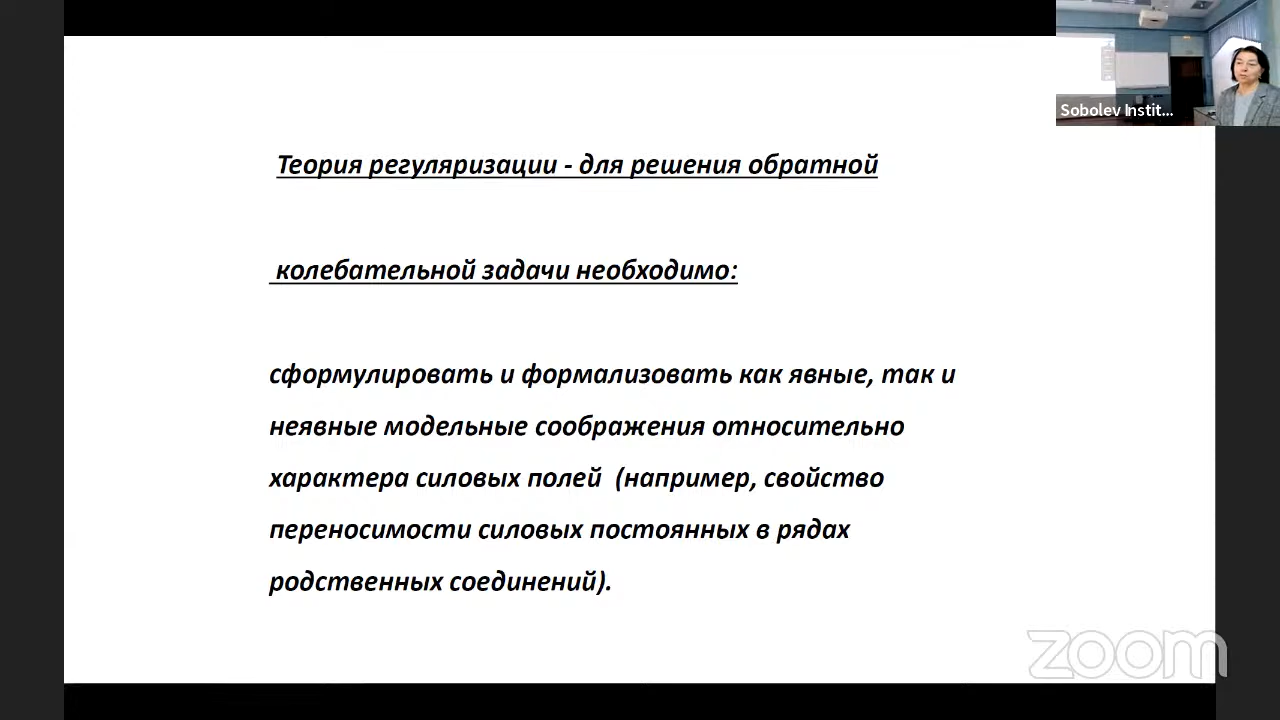 Sobolev Instit...
Теория регуляризации - для решения обратной
колебательной задачи необходимо:
сформулировать и формализовать как явные, так и
неявные модельные соображения относительно
характера силовых полей (например, свойство
переносимости силовых постоянных в рядах
родственных соединений).
zoom